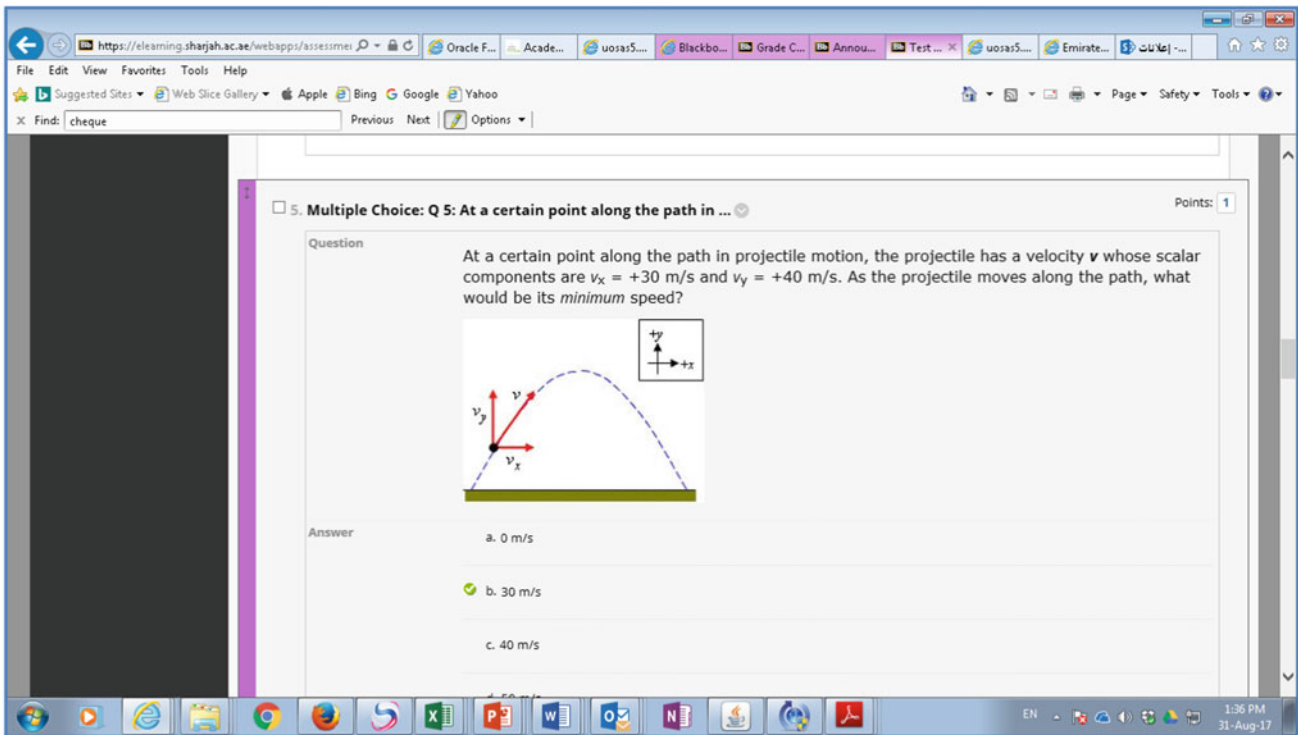 https://elearning.sharjah.ac.ae/webapps/assessmei
Oracle F... Acade... uosas5.... Blackbo... Grade C... Annou... Test ... uosas5.... Emirate... إعلانات -...
File Edit View Favorites Tools Help
Suggested Sites Web Slice Gallery Apple Bing Google Yahoo Page Safety Tools
x Find: cheque Previous Next Options
5. Multiple Choice: Q 5: At a certain point along the path in ... Points: 1
Question
At a certain point along the path in projectile motion, the projectile has a velocity v whose scalar
components are vx = +30 m/s and vy = +40 m/s. As the projectile moves along the path, what
would be its minimum speed?
+y
+x
v
vy
vx
Answer
a. 0 m/s
b. 30 m/s
c. 40 m/s
EN 1:36 PM
31-Aug-17